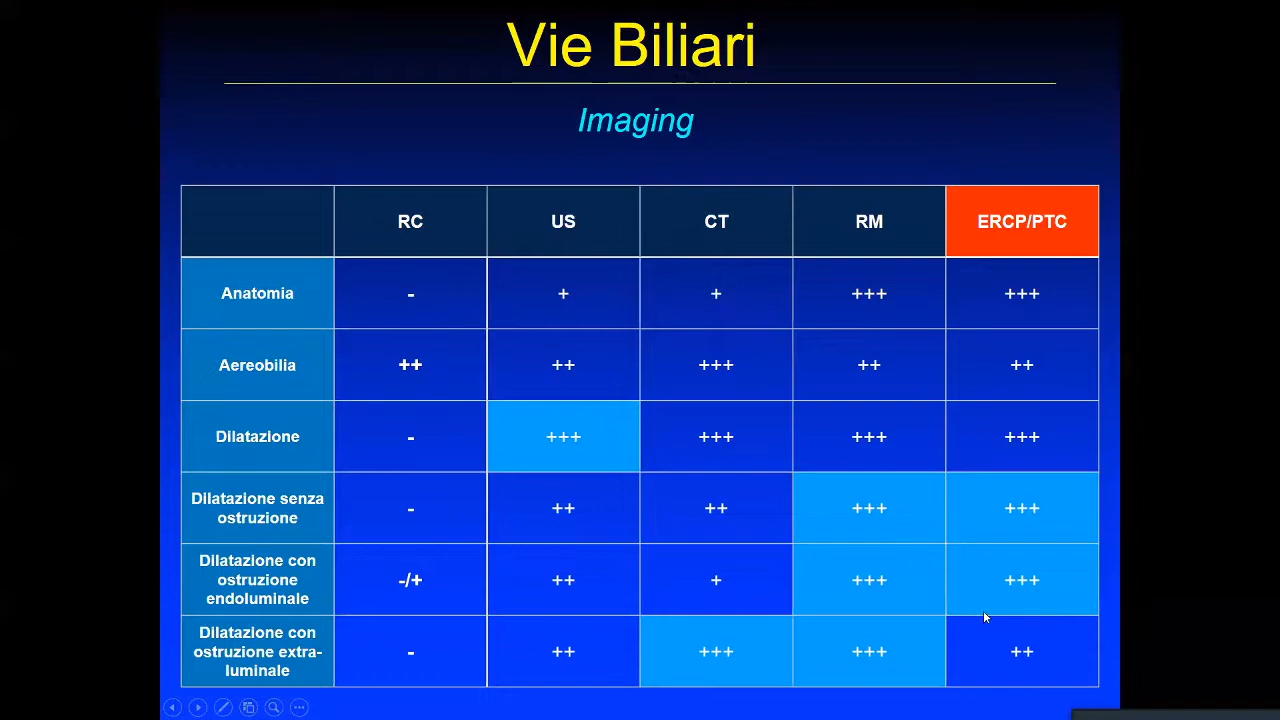 Vie Biliari
Imaging
RC US CT RM ERCP/PTC
Anatomia - + + +++ +++
Aereobilia ++ ++ +++ ++ ++
Dilatazione - +++ +++ +++ +++
Dilatazione senza
ostruzione - ++ ++ +++ +++
Dilatazione con
ostruzione
endoluminale -/+ ++ + +++ +++
Dilatazione con
ostruzione extra-
luminale - ++ +++ +++ ++